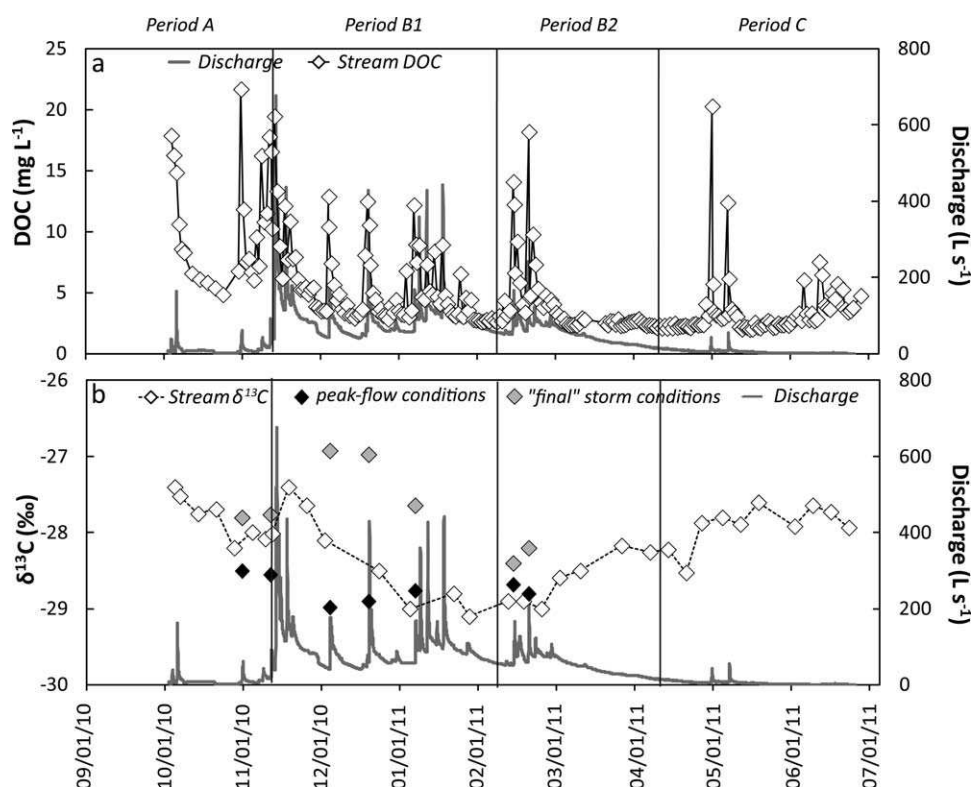 Period A Period B1 Period B2 Period C
25 800
a Discharge Stream DOC
20
600
15
DOC (mg L-1) 400 Discharge (L s-1)
10
200
5
0 0
-26 800
b Stream δ13C peak-flow conditions "final" storm conditions Discharge
-27 600
δ13C (‰) -28 400 Discharge (L s-1)
-29 200
-30 0
09/01/10 10/01/10 11/01/10 12/01/10 01/01/11 02/01/11 03/01/11 04/01/11 05/01/11 06/01/11 07/01/11